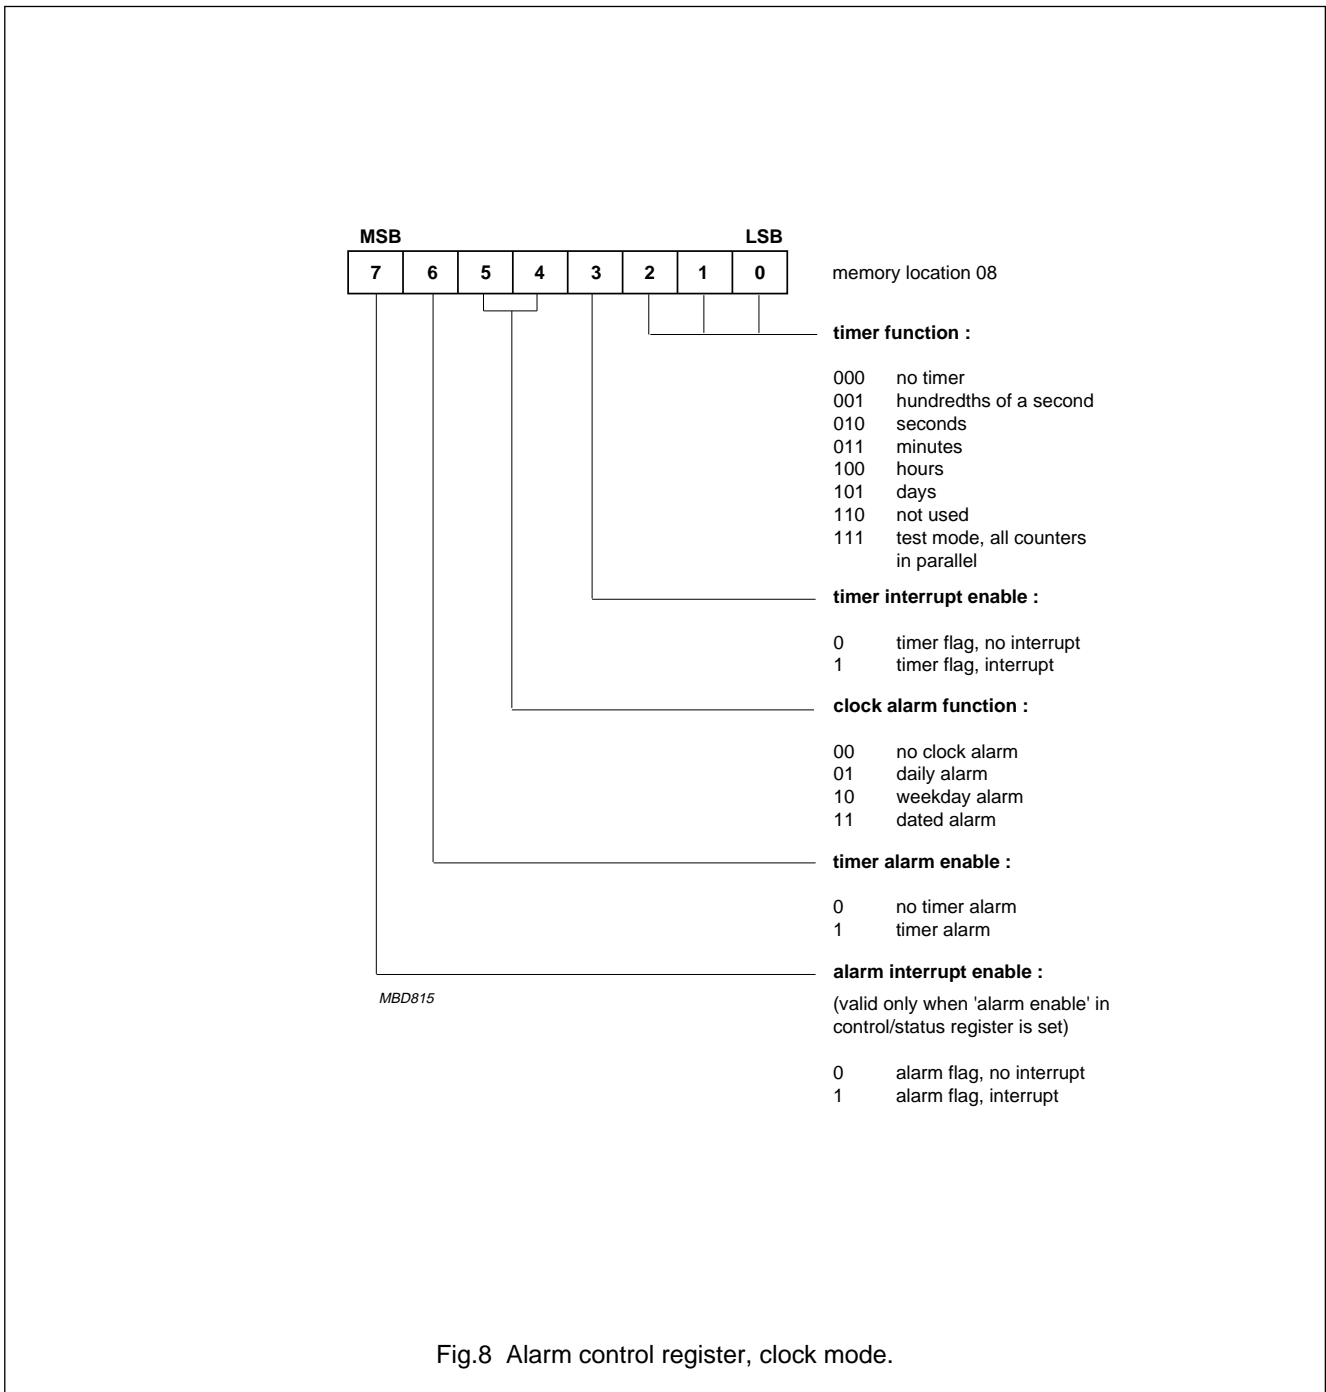 MSB LSB
7 6 5 4 3 2 1 0 memory location 08
timer function :
000 no timer
001 hundredths of a second
010 seconds
011 minutes
100 hours
101 days
110 not used
111 test mode, all counters
in parallel
timer interrupt enable :
0 timer flag, no interrupt
1 timer flag, interrupt
clock alarm function :
00 no clock alarm
01 daily alarm
10 weekday alarm
11 dated alarm
timer alarm enable :
0 no timer alarm
1 timer alarm
alarm interrupt enable :
MBD815
(valid only when 'alarm enable' in
control/status register is set)
0 alarm flag, no interrupt
1 alarm flag, interrupt
Fig.8 Alarm control register, clock mode.